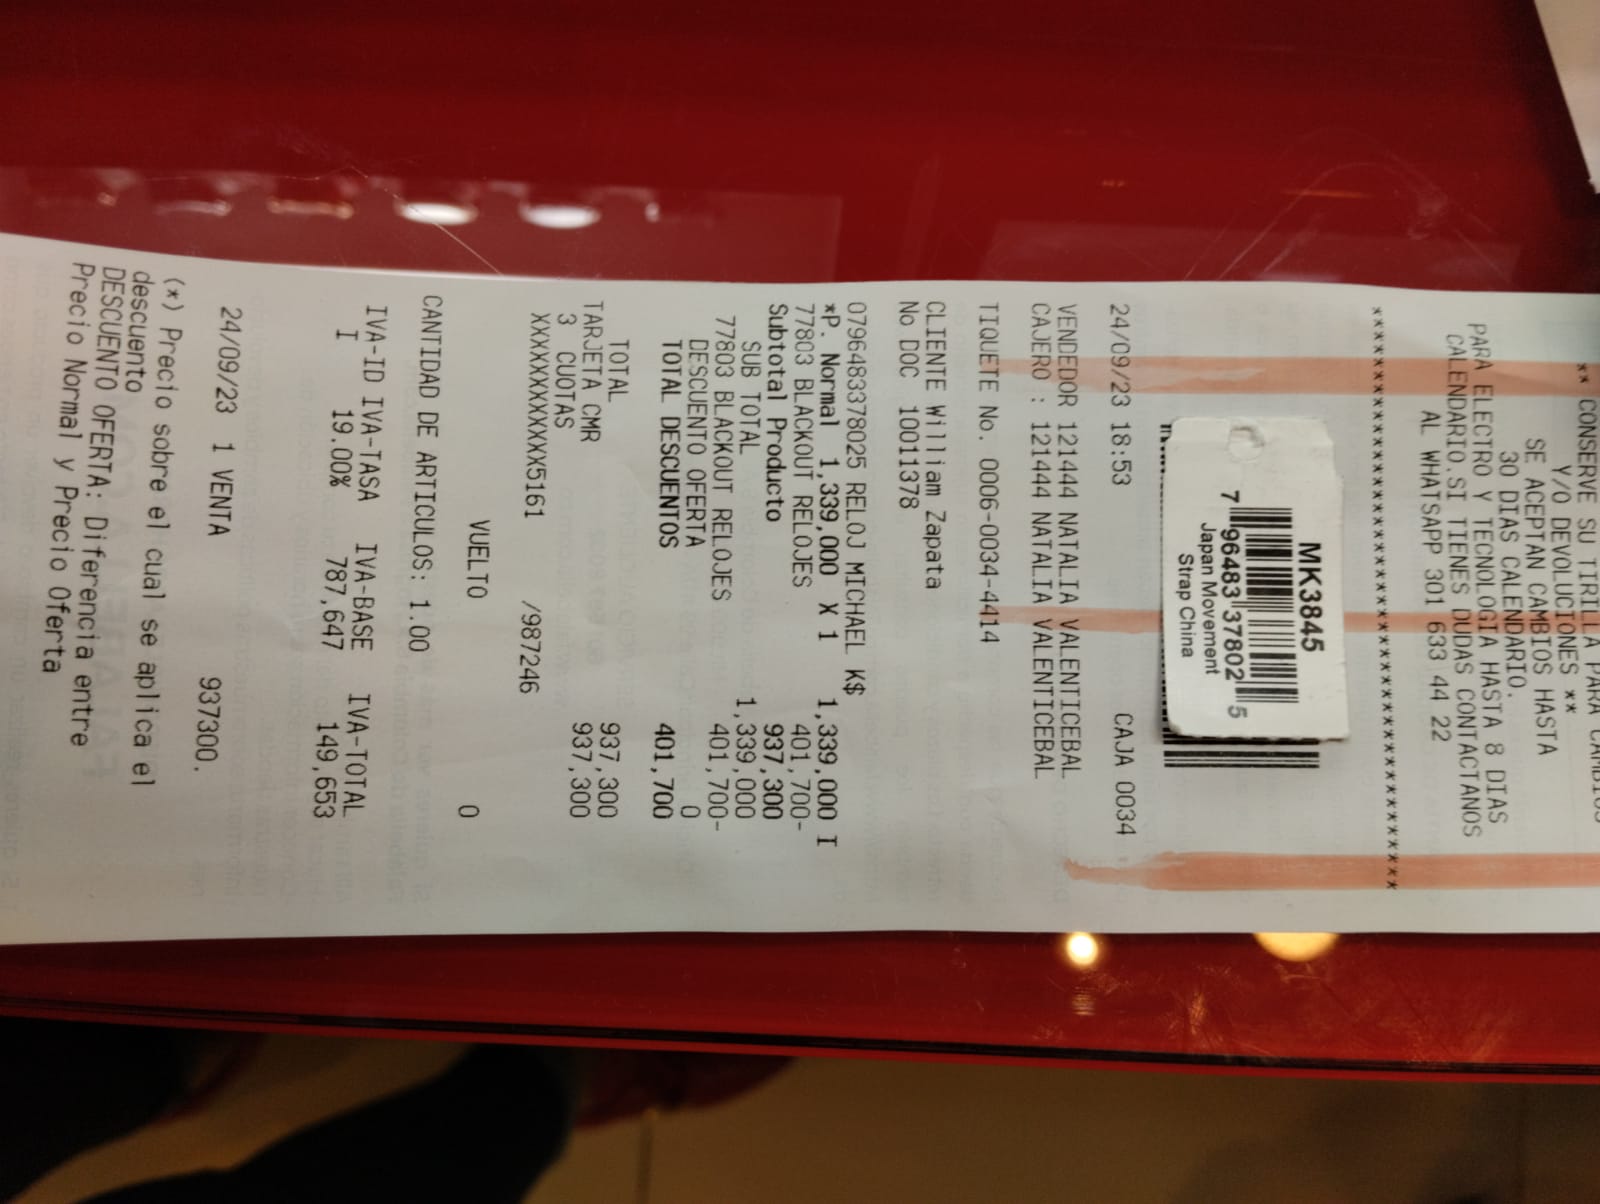 ** CONSERVE SU TIRILLA PARA CAMBIOS
Y/O DEVOLUCIONES **
SE ACEPTAN CAMBIOS HASTA
30 DIAS CALENDARIO.
PARA ELECTRO Y TECNOLOGIA HASTA 8 DIAS
CALENDARIO.SI TIENES DUDAS CONTACTANOS
AL WHATSAPP 301 633 44 22
****************************************
MK3845
7 96483 37802 5
Japan Movement
Strap China
24/09/23 18:53 CAJA 0034
VENDEDOR 121444 NATALIA VALENTICEBAL
CAJERO : 121444 NATALIA VALENTICEBAL
TIQUETE No. 0006-0034-4414
CLIENTE William Zapata
No DOC 10011378
0796483378025 RELOJ MICHAEL K$
*P. Normal 1,339,000 X 1 1,339,000 I
77803 BLACKOUT RELOJES 401,700-
Subtotal Producto 937,300
SUB TOTAL 1,339,000
77803 BLACKOUT RELOJES 401,700-
DESCUENTO OFERTA 0
TOTAL DESCUENTOS 401,700
TOTAL 937,300
TARJETA CMR 937,300
3 CUOTAS
XXXXXXXXXXXX5161 /987246
VUELTO 0
CANTIDAD DE ARTICULOS: 1.00
IVA-ID IVA-TASA IVA-BASE IVA-TOTAL
I 19.00% 787,647 149,653
24/09/23 1 VENTA 937300.
(*) Precio sobre el cual se aplica el
descuento
DESCUENTO OFERTA: Diferencia entre
Precio Normal y Precio Oferta